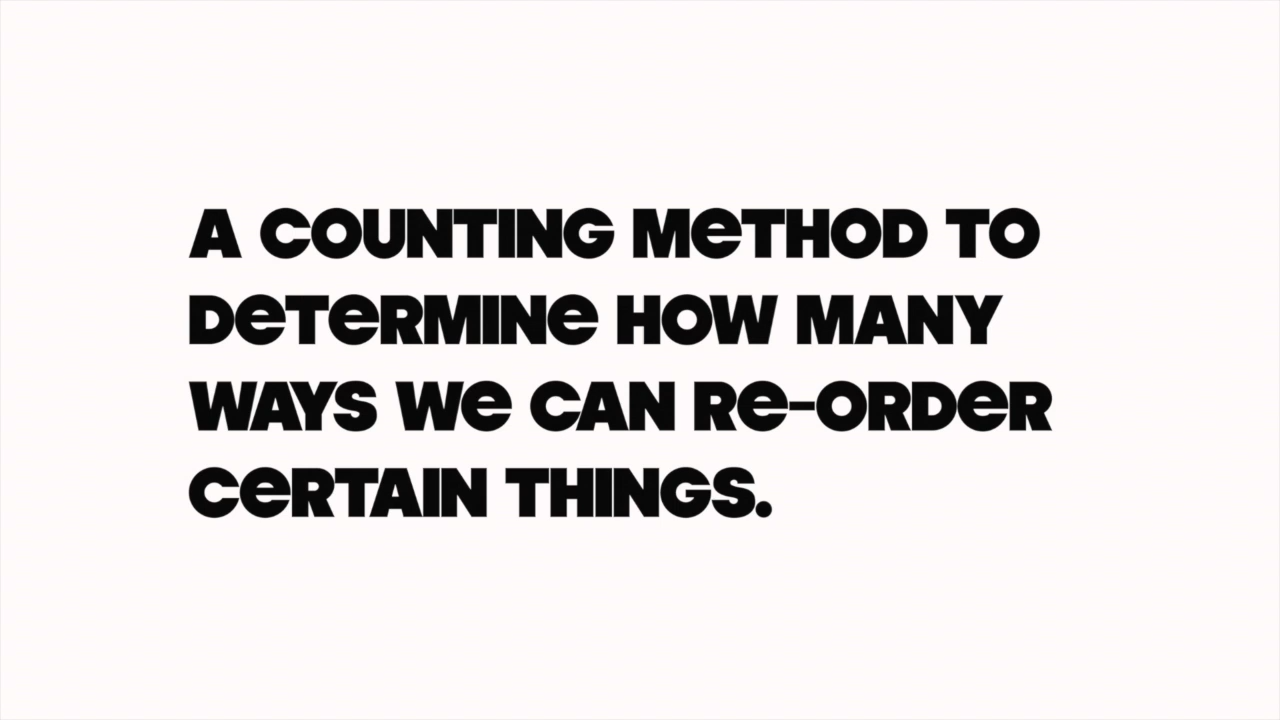 A COUNTING METHOD TO
DETERMINE HOW MANY
WAYS WE CAN RE-ORDER
CERTAIN THINGS.